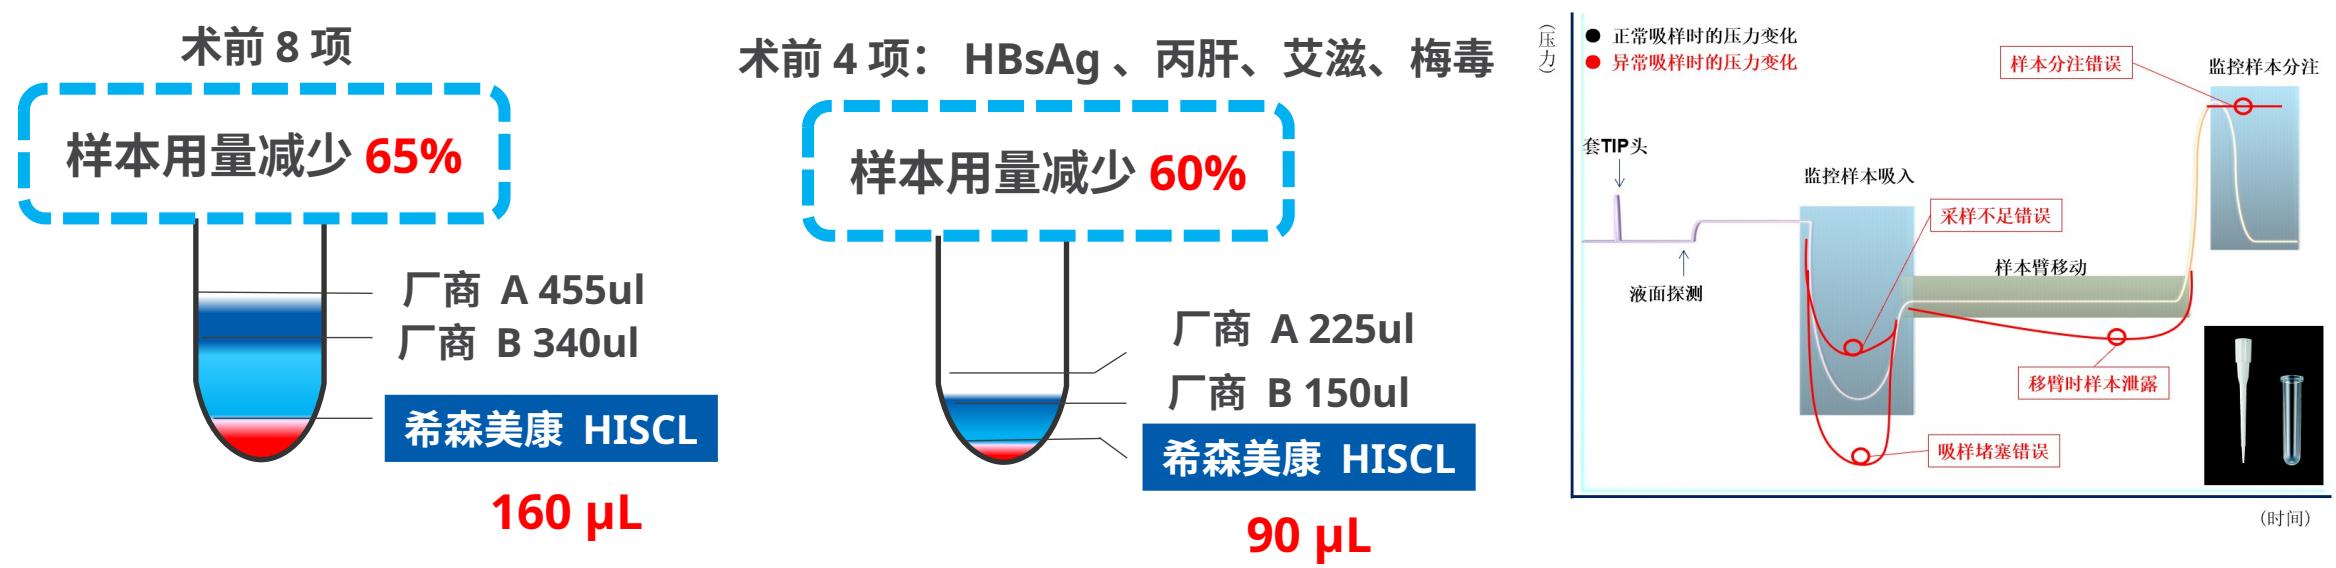 术前 8 项
样本用量减少 65%
厂商 A 455ul
厂商 B 340ul
希森美康 HISCL
160 µL
术前 4 项： HBsAg 、丙肝、艾滋、梅毒
样本用量减少 60%
厂商 A 225ul
厂商 B 150ul
希森美康 HISCL
90 µL
（压力）
正常吸样时的压力变化
异常吸样时的压力变化
样本分注错误
监控样本分注
套TIP头
监控样本吸入
采样不足错误
样本臂移动
液面探测
移臂时样本泄露
吸样堵塞错误
（时间）